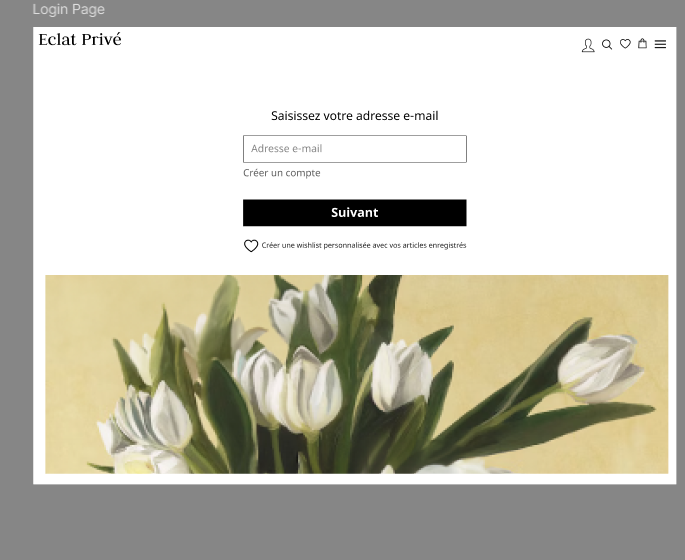 Login Page
Eclat Privé
Saisissez votre adresse e-mail
Adresse e-mail
Créer un compte
Suivant
Créer une wishlist personnalisée avec vos articles enregistrés